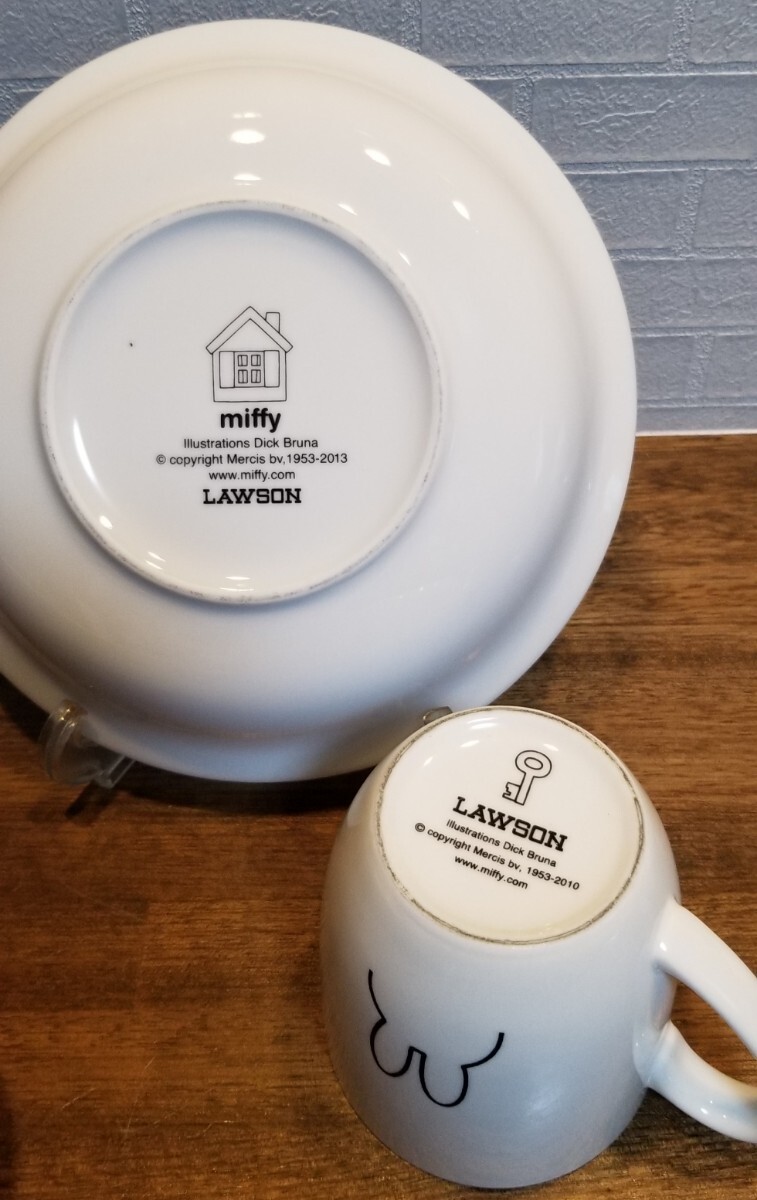 miffy
Illustrations Dick Bruna
© copyright Mercis bv, 1953-2013
www.miffy.com
LAWSON
LAWSON
Illustrations Dick Bruna
© copyright Mercis bv, 1953-2010
www.miffy.com